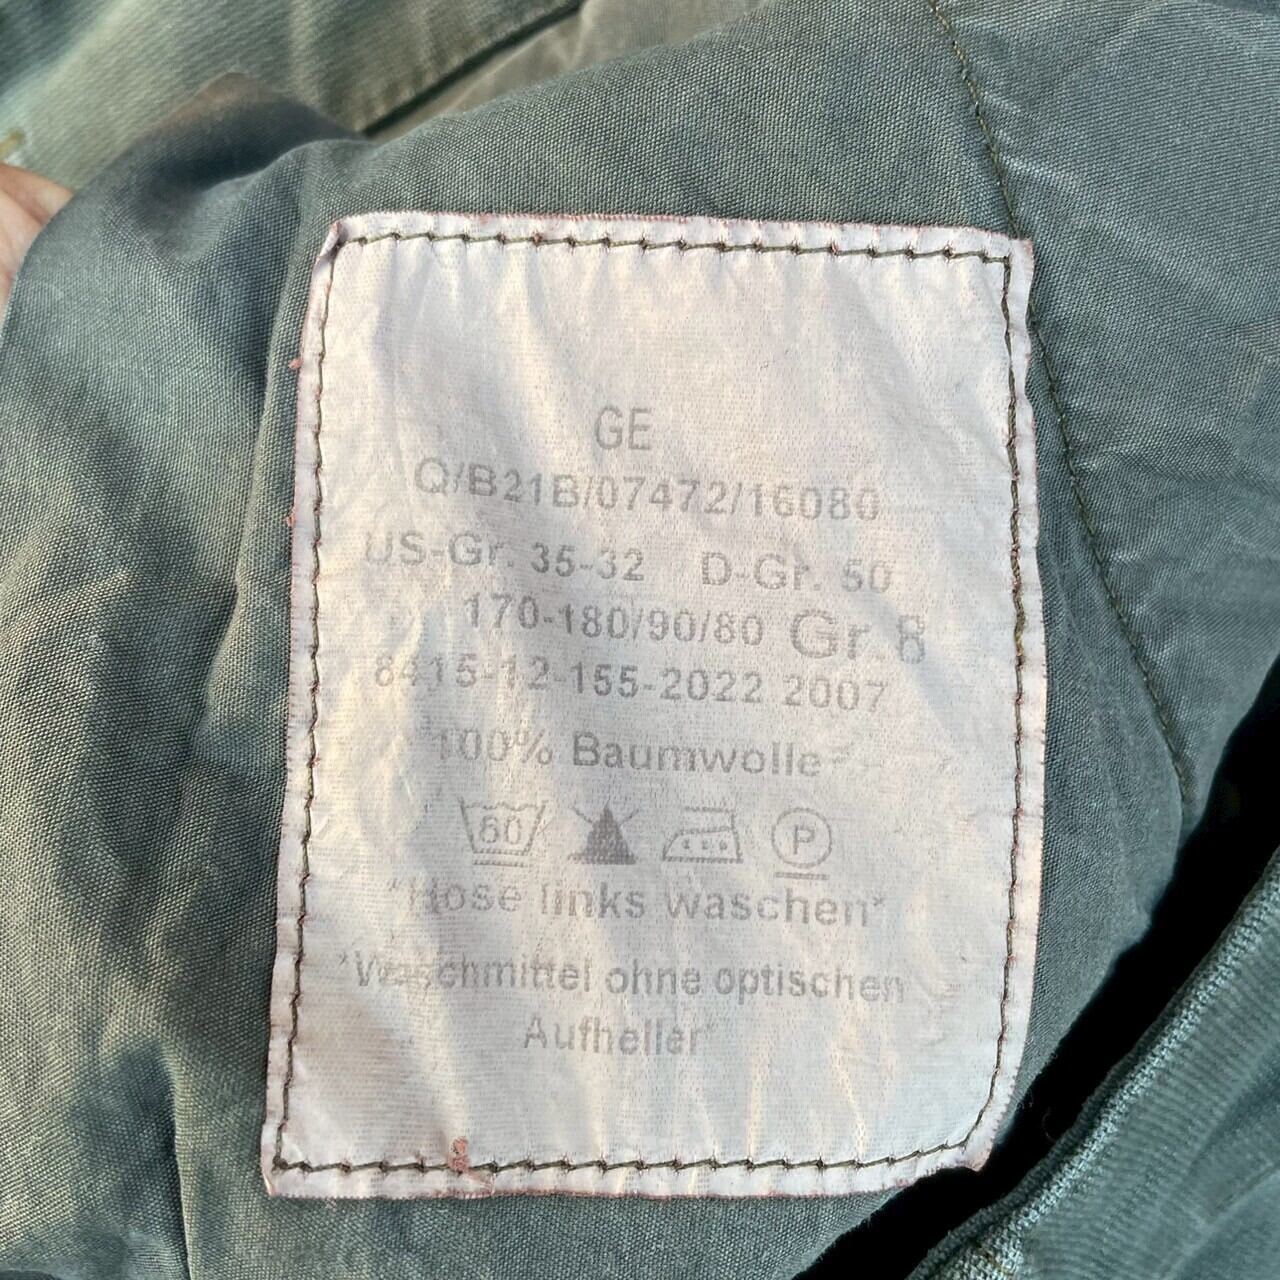 GE
Q/B21B/07472/16080
US-Gr. 35-32 D-Gr. 50
170-180/90/80 Gr.8
8415-12-155-2022 2007
100% Baumwolle
60 P
*Hose links waschen*
*Waschmittel ohne optischen
Aufheller*